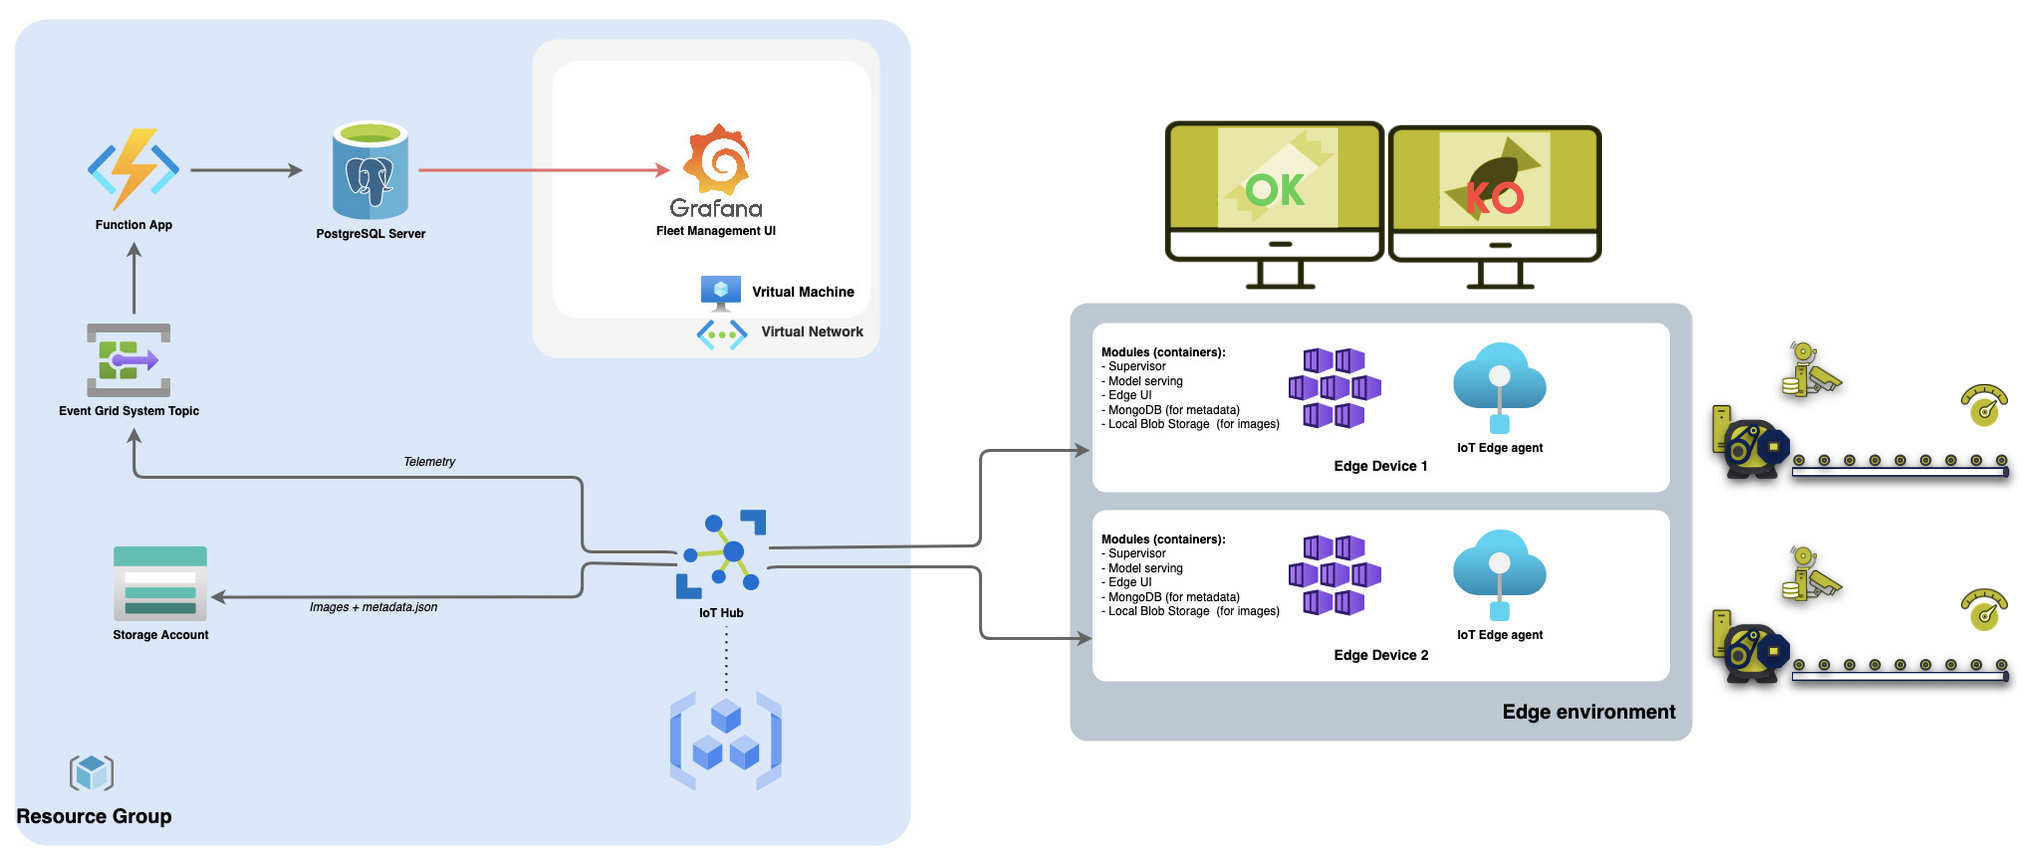 Function App
PostgreSQL Server
Grafana
Fleet Management UI
Vritual Machine
Virtual Network
Event Grid System Topic
Telemetry
Images + metadata.json
Storage Account
IoT Hub
Resource Group
OK
KO
Modules (containers):
- Supervisor
- Model serving
- Edge UI
- MongoDB (for metadata)
- Local Blob Storage  (for images)
IoT Edge agent
Edge Device 1
Modules (containers):
- Supervisor
- Model serving
- Edge UI
- MongoDB (for metadata)
- Local Blob Storage  (for images)
IoT Edge agent
Edge Device 2
Edge environment